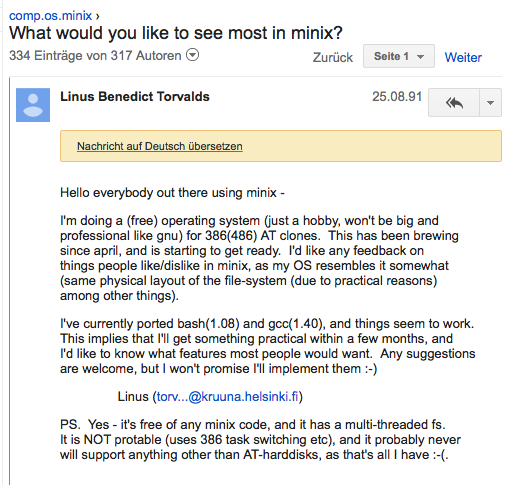 comp.os.minix ›
What would you like to see most in minix?
334 Einträge von 317 Autoren
Zurück
Seite 1
Weiter
Linus Benedict Torvalds
25.08.91
Nachricht auf Deutsch übersetzen
Hello everybody out there using minix -
I'm doing a (free) operating system (just a hobby, won't be big and
professional like gnu) for 386(486) AT clones.  This has been brewing
since april, and is starting to get ready.  I'd like any feedback on
things people like/dislike in minix, as my OS resembles it somewhat
(same physical layout of the file-system (due to practical reasons)
among other things).
I've currently ported bash(1.08) and gcc(1.40), and things seem to work.
This implies that I'll get something practical within a few months, and
I'd like to know what features most people would want.  Any suggestions
are welcome, but I won't promise I'll implement them :-)
Linus (torv...@kruuna.helsinki.fi)
PS.  Yes - it's free of any minix code, and it has a multi-threaded fs.
It is NOT protable (uses 386 task switching etc), and it probably never
will support anything other than AT-harddisks, as that's all I have :-(.